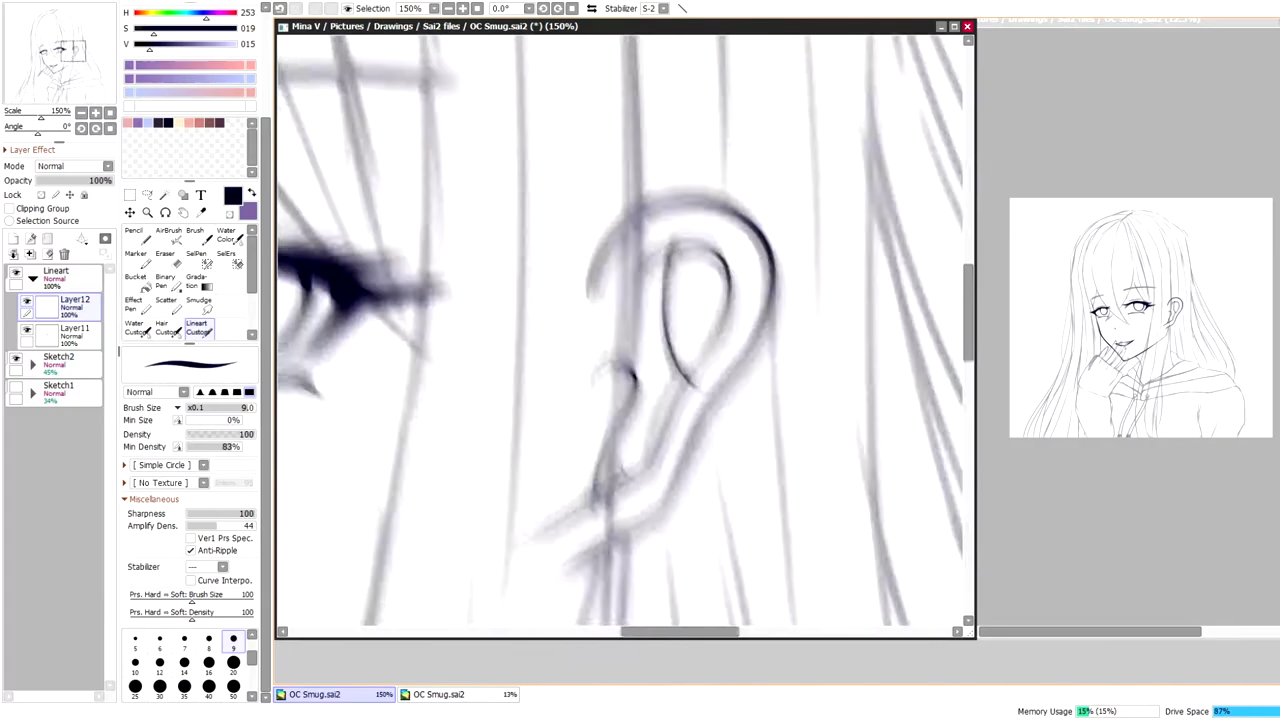 H 253
S 019
V 015
Selection 150% 0.0° Stabilizer S-2
Mina V / Pictures / Drawings / Sai2 files / OC Smug.sai2 (*) (150%)
Scale 150%
Angle 0°
Layer Effect
Mode Normal
Opacity 100%
Lock
Clipping Group
Selection Source
Lineart
Normal
100%
Layer12
Normal
100%
Layer11
Normal
100%
Sketch2
Normal
45%
Sketch1
Normal
34%
T
Pencil AirBrush Brush Water Color
Marker Eraser SelPen SelErs
Bucket Binary Pen Gradation
Effect Pen Scatter Smudge
Water Custom Hair Custom Lineart Custom
Normal
Brush Size x0.1 9.0
Min Size 0%
Density 100
Min Density 83%
[ Simple Circle ]
[ No Texture ]
Miscellaneous
Sharpness 100
Amplify Dens. 44
Ver1 Prs Spec.
Anti-Ripple
Stabilizer ---
Curve Interpo.
Prs. Hard ⇔ Soft: Brush Size 100
Prs. Hard ⇔ Soft: Density 100
5 6 7 8 9
10 12 14 16 20
25 30 35 40 50
OC Smug.sai2 150%
OC Smug.sai2 13%
Memory Usage 15% (15%) Drive Space 87%